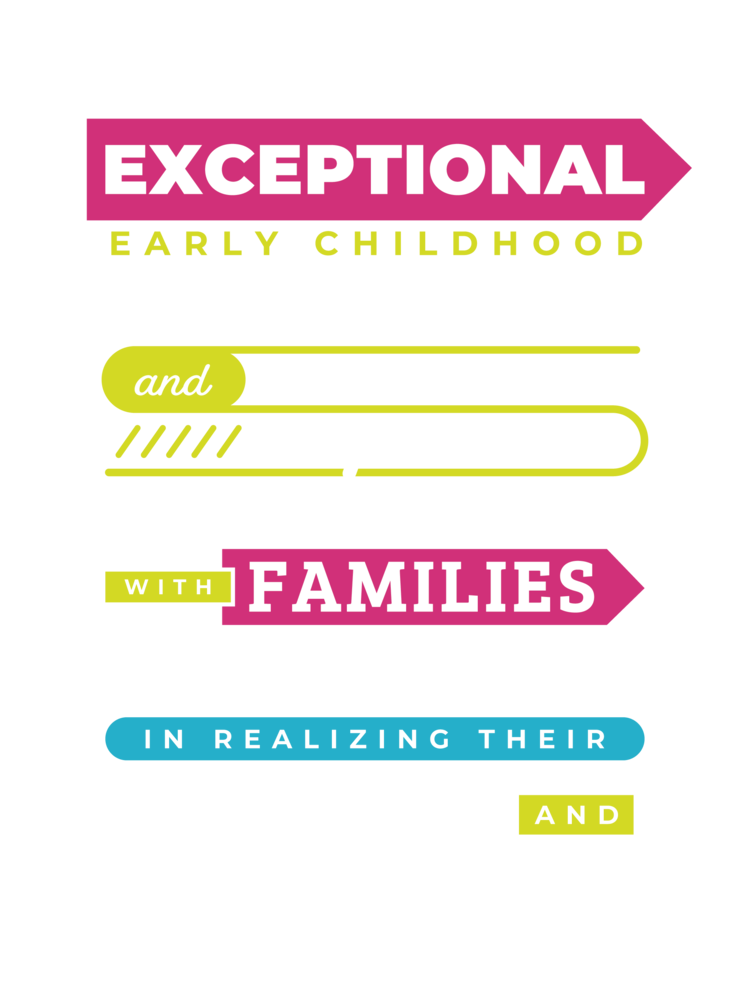 EXCEPTIONAL
EARLY CHILDHOOD
and
WITH FAMILIES
IN REALIZING THEIR
AND